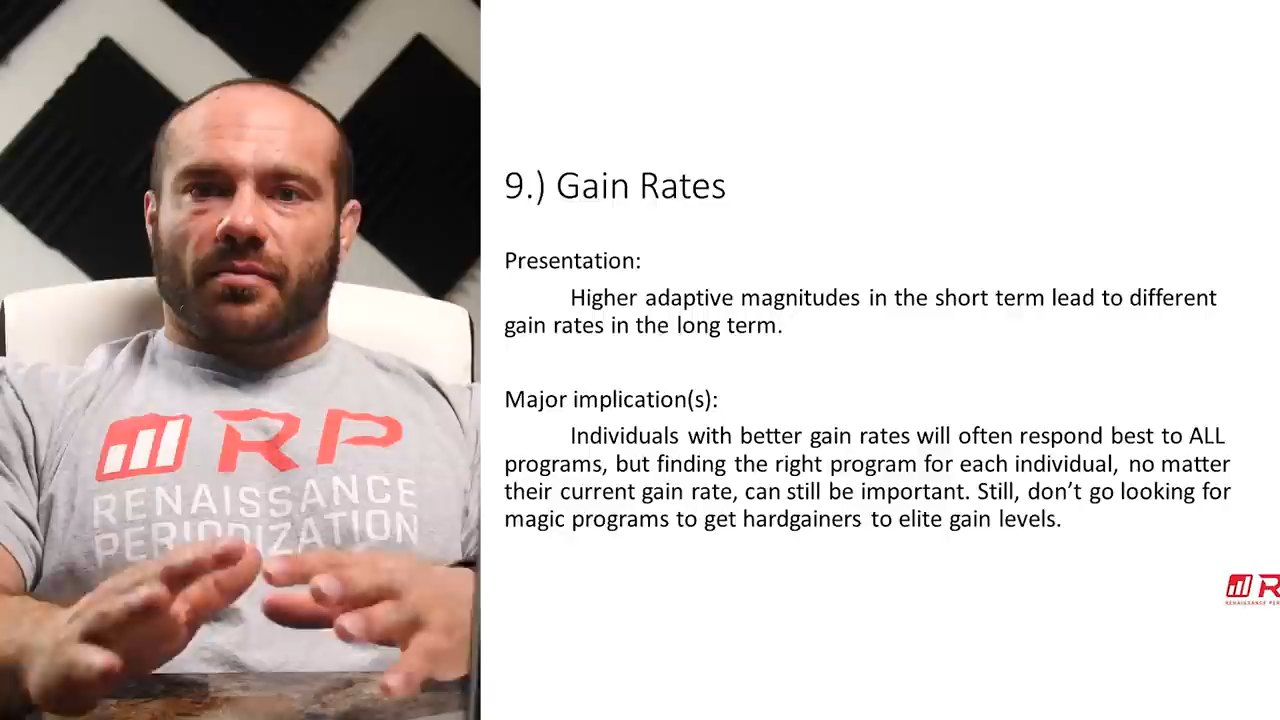 RP
RENAISSANCE
PERIODIZATION
9.) Gain Rates
Presentation:
Higher adaptive magnitudes in the short term lead to different
gain rates in the long term.
Major implication(s):
Individuals with better gain rates will often respond best to ALL
programs, but finding the right program for each individual, no matter
their current gain rate, can still be important. Still, don’t go looking for
magic programs to get hardgainers to elite gain levels.